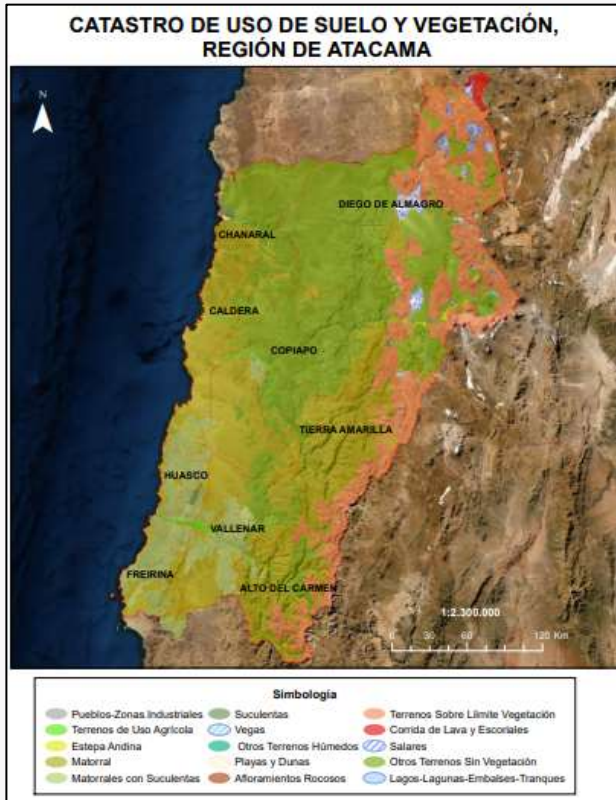 CATASTRO DE USO DE SUELO Y VEGETACIÓN,
REGIÓN DE ATACAMA
N
DIEGO DE ALMAGRO
CHANARAL
CALDERA
COPIAPO
TIERRA AMARILLA
HUASCO
VALLENAR
FREIRINA
ALTO DEL CARMEN
1:2.300.000
0 30 60 120 Km
Simbología
Pueblos-Zonas Industriales
Terrenos de Uso Agrícola
Estepa Andina
Matorral
Matorrales con Suculentas
Suculentas
Vegas
Otros Terrenos Húmedos
Playas y Dunas
Afloramientos Rocosos
Terrenos Sobre Llímite Vegetación
Corrida de Lava y Escoriales
Salares
Otros Terrenos Sin Vegetación
Lagos-Lagunas-Embalses-Tranques